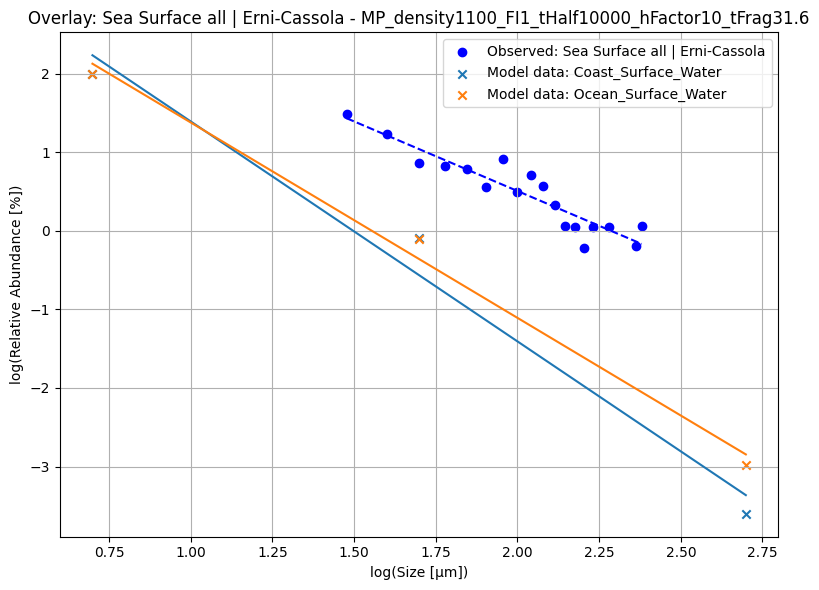 Overlay: Sea Surface all | Erni-Cassola - MP_density1100_FI1_tHalf10000_hFactor10_tFrag31.6
Observed: Sea Surface all | Erni-Cassola
Model data: Coast_Surface_Water
Model data: Ocean_Surface_Water
log(Relative Abundance [%])
2
1
0
−1
−2
−3
0.75
1.00
1.25
1.50
1.75
2.00
2.25
2.50
2.75
log(Size [µm])